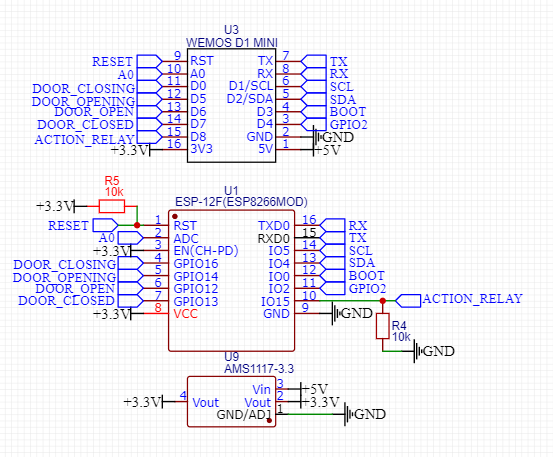 U3
WEMOS D1 MINI
RESET 9 RST TX 7 TX
A0 10 A0 RX 8 RX
DOOR_CLOSING 11 D0 D1/SCL 6 SCL
DOOR_OPENING 12 D5 D2/SDA 5 SDA
DOOR_OPEN 13 D6 D3 4 BOOT
DOOR_CLOSED 14 D7 D4 3 GPIO2
ACTION_RELAY 15 D8 GND 2 GND
+3.3V 16 3V3 5V 1 +5V
R5
10k
+3.3V
U1
ESP-12F(ESP8266MOD)
RESET 1 RST TXD0 16 RX
A0 2 ADC RXD0 15 TX
+3.3V 3 EN(CH-PD) IO5 14 SCL
DOOR_CLOSING 4 GPIO16 IO4 13 SDA
DOOR_OPENING 5 GPIO14 IO0 12 BOOT
DOOR_OPEN 6 GPIO12 IO2 11 GPIO2
DOOR_CLOSED 7 GPIO13 IO15 10 ACTION_RELAY
+3.3V 8 VCC GND 9 GND
R4
10k
GND
U9
AMS1117-3.3
Vin 3 +5V
+3.3V 4 Vout Vout 2 +3.3V
GND/ADJ 1 GND